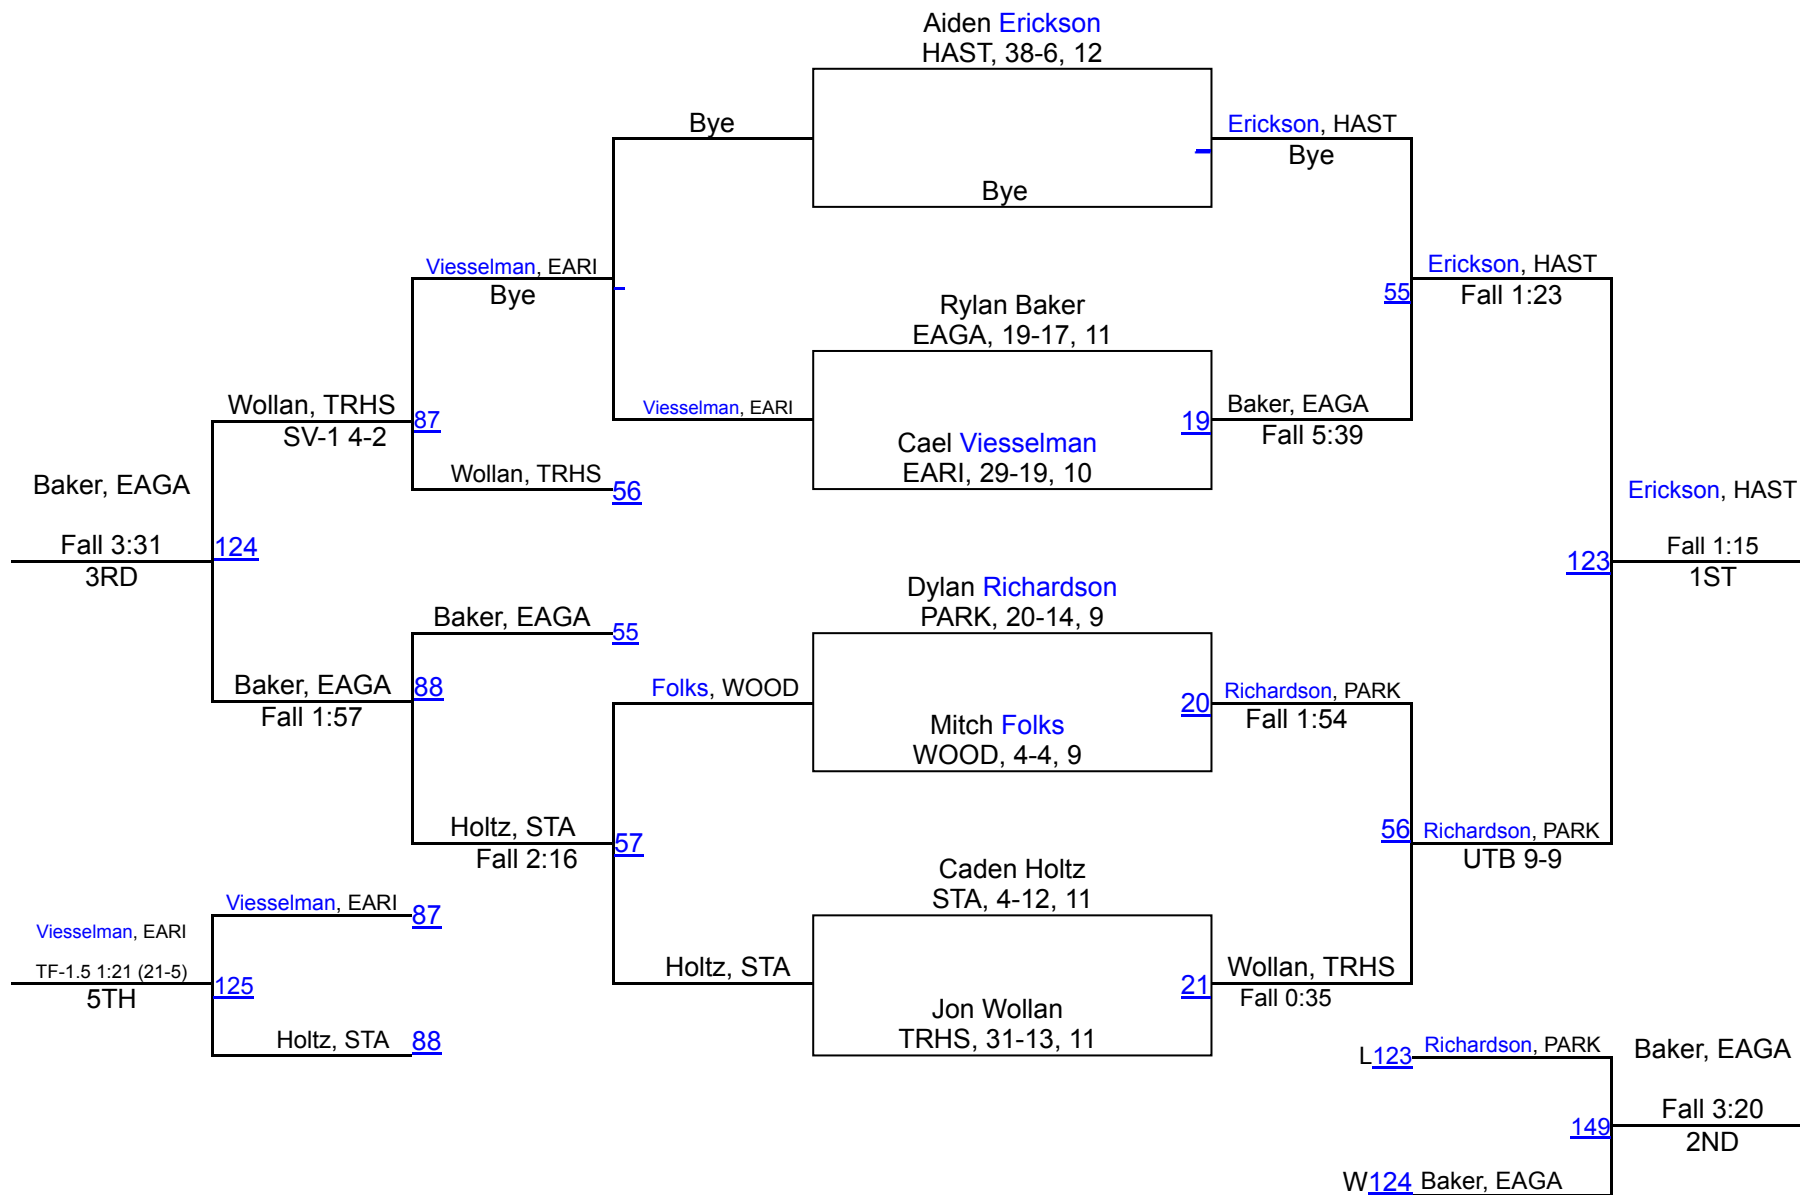 Aiden Erickson
HAST, 38-6, 12
Bye
Erickson, HAST
Bye
Bye
Viesselman, EARI
Bye
Erickson, HAST
55
Fall 1:23
Rylan Baker
EAGA, 19-17, 11
Viesselman, EARI
Baker, EAGA
19
Fall 5:39
Wollan, TRHS
87
SV-1 4-2
Cael Viesselman
EARI, 29-19, 10
Wollan, TRHS
56
Baker, EAGA
Erickson, HAST
Fall 3:31
124
3RD
Fall 1:15
123
1ST
Dylan Richardson
PARK, 20-14, 9
Baker, EAGA
55
Baker, EAGA
88
Fall 1:57
Folks, WOOD
Richardson, PARK
20
Fall 1:54
Mitch Folks
WOOD, 4-4, 9
Holtz, STA
57
Fall 2:16
56
Richardson, PARK
UTB 9-9
Caden Holtz
STA, 4-12, 11
Viesselman, EARI
87
Viesselman, EARI
TF-1.5 1:21 (21-5)
125
5TH
Holtz, STA
Wollan, TRHS
21
Fall 0:35
Jon Wollan
TRHS, 31-13, 11
Holtz, STA
88
L123
Richardson, PARK
Baker, EAGA
Fall 3:20
149
2ND
W124
Baker, EAGA